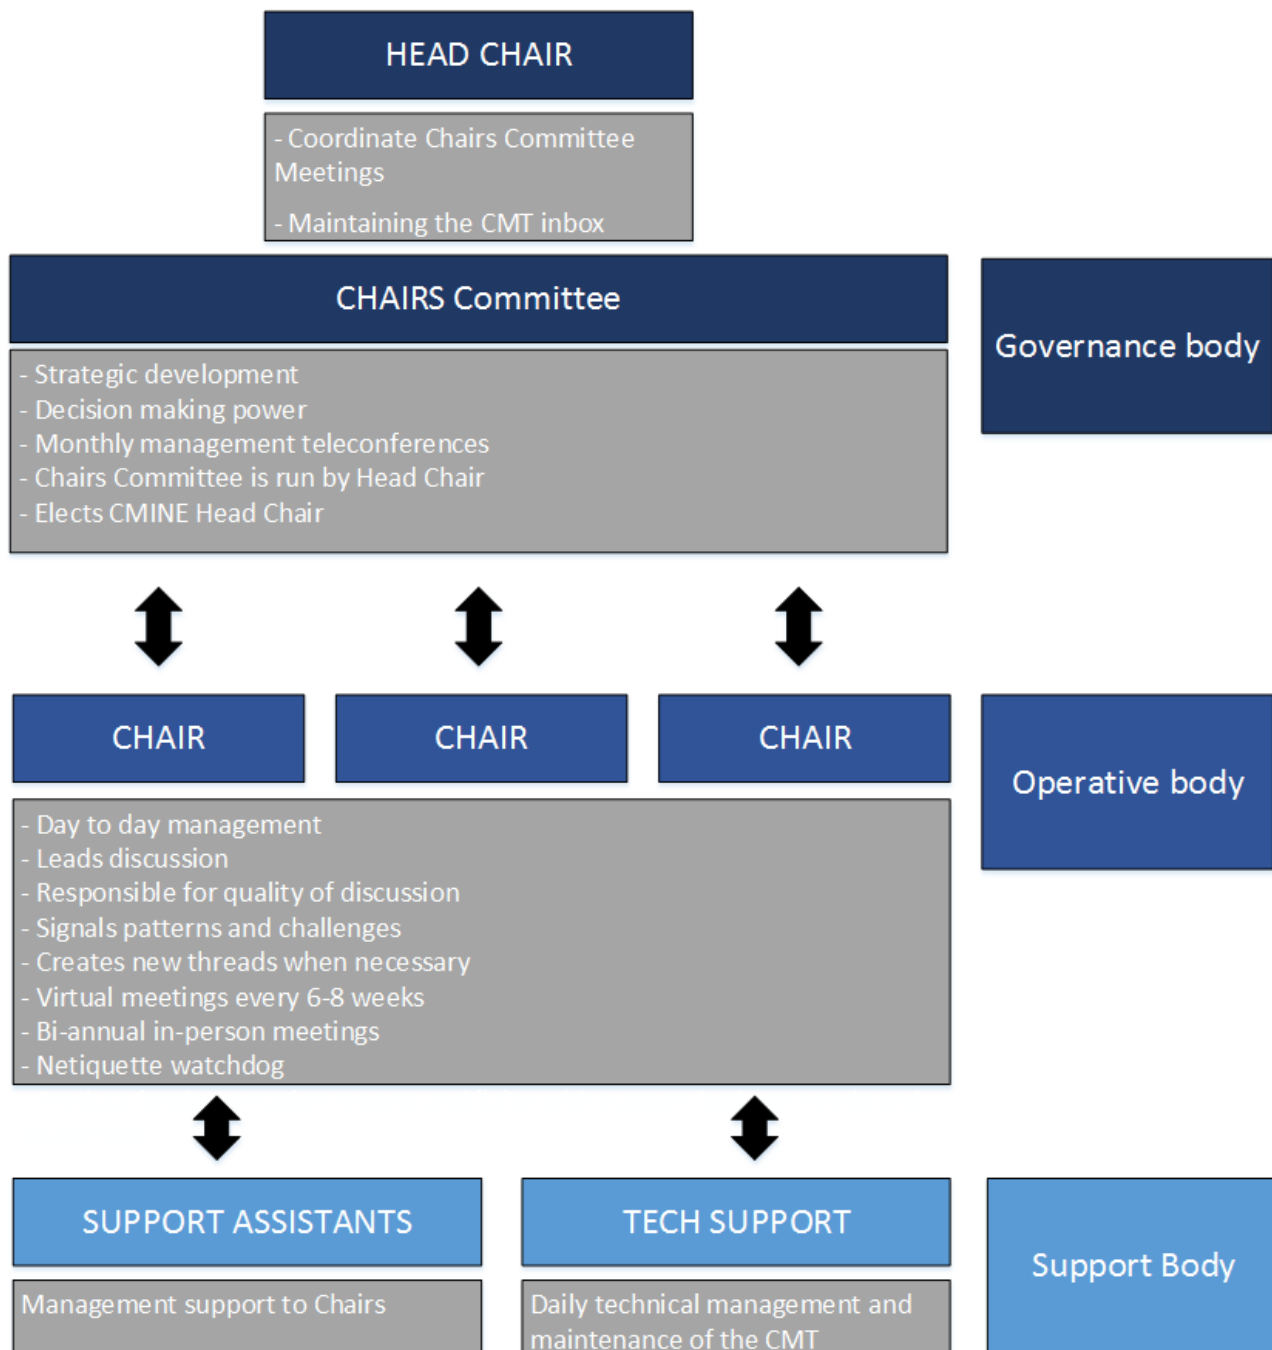 HEAD CHAIR
- Coordinate Chairs Committee
Meetings
- Maintaining the CMT inbox
CHAIRS Committee
Governance body
- Strategic development
- Decision making power
- Monthly management teleconferences
- Chairs Committee is run by Head Chair
- Elects CMINE Head Chair
CHAIR
CHAIR
CHAIR
Operative body
- Day to day management
- Leads discussion
- Responsible for quality of discussion
- Signals patterns and challenges
- Creates new threads when necessary
- Virtual meetings every 6-8 weeks
- Bi-annual in-person meetings
- Netiquette watchdog
SUPPORT ASSISTANTS
TECH SUPPORT
Support Body
Management support to Chairs
Daily technical management and
maintenance of the CMT